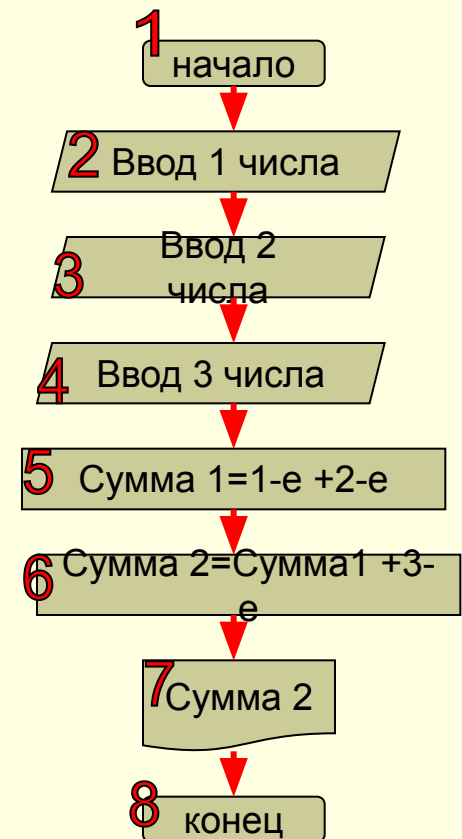 1
начало
2
Ввод 1 числа
3
Ввод 2
числа
4
Ввод 3 числа
5
Сумма 1=1-е +2-е
6
Сумма 2=Сумма1 +3-
е
7
Сумма 2
8
конец